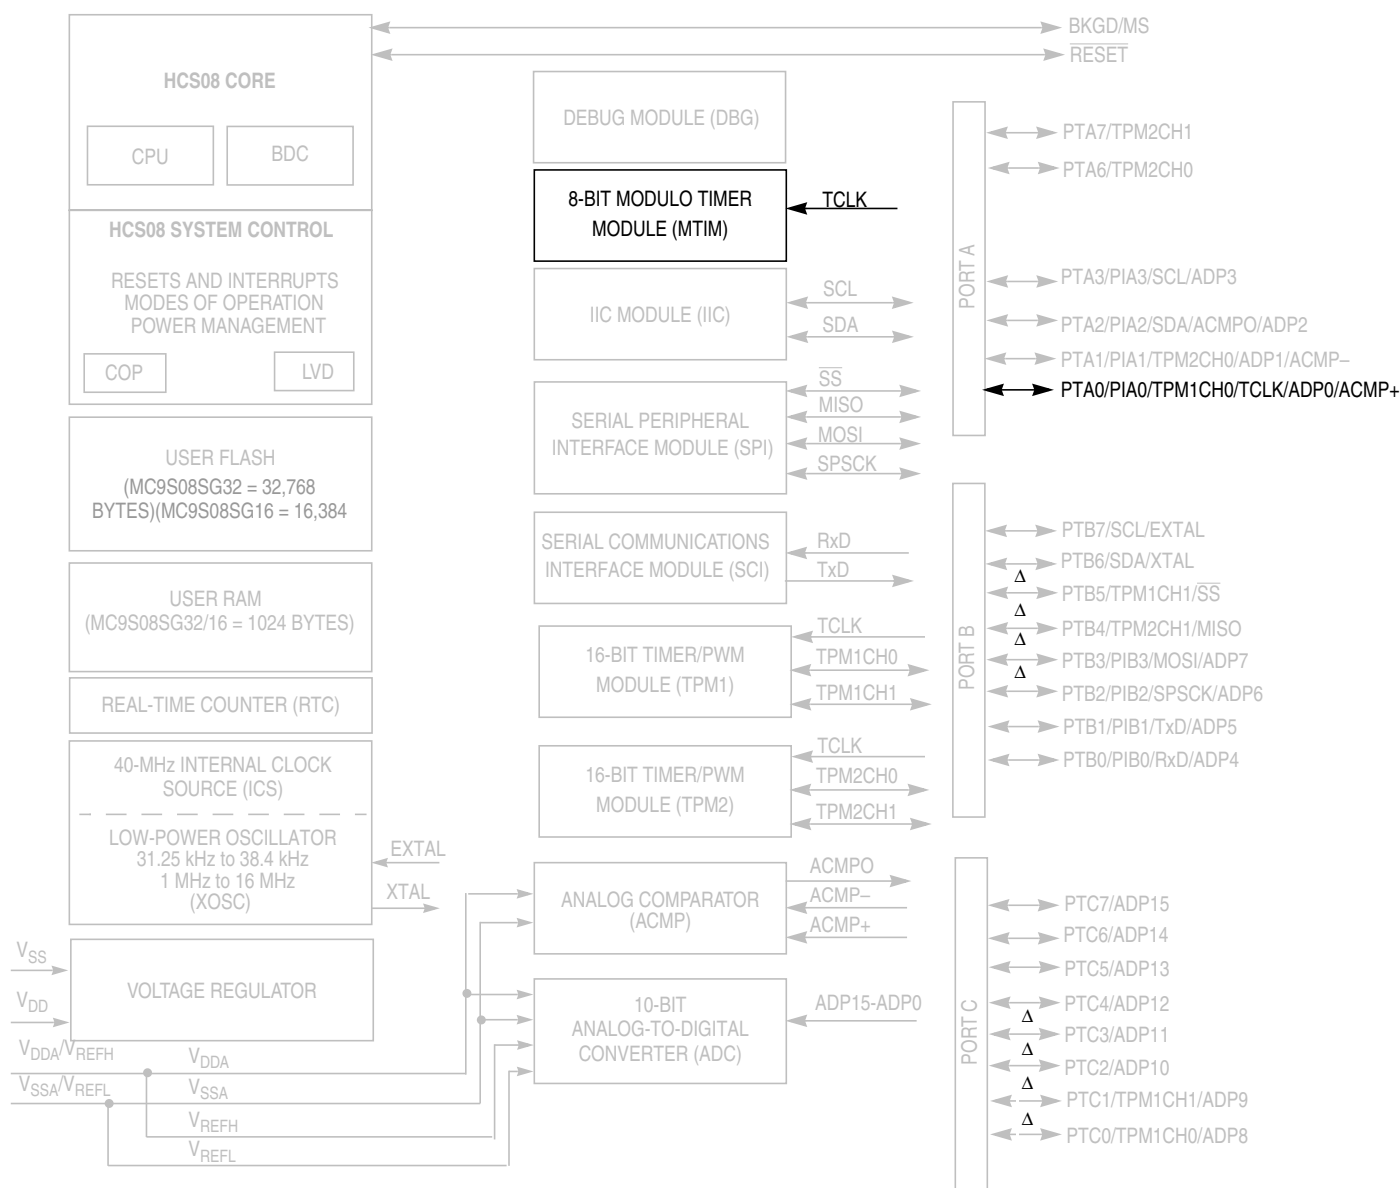 BKGD/MS
RESET
HCS08 CORE
CPU
BDC
HCS08 SYSTEM CONTROL
RESETS AND INTERRUPTS
MODES OF OPERATION
POWER MANAGEMENT
COP
LVD
USER FLASH
(MC9S08SG32 = 32,768
BYTES)(MC9S08SG16 = 16,384
USER RAM
(MC9S08SG32/16 = 1024 BYTES)
REAL-TIME COUNTER (RTC)
40-MHz INTERNAL CLOCK
SOURCE (ICS)
LOW-POWER OSCILLATOR
31.25 kHz to 38.4 kHz
1 MHz to 16 MHz
(XOSC)
EXTAL
XTAL
VSS
VDD
VOLTAGE REGULATOR
VDDA/VREFH
VSSA/VREFL
VDDA
VSSA
VREFH
VREFL
DEBUG MODULE (DBG)
8-BIT MODULO TIMER
MODULE (MTIM)
TCLK
IIC MODULE (IIC)
SCL
SDA
SERIAL PERIPHERAL
INTERFACE MODULE (SPI)
SS
MISO
MOSI
SPSCK
SERIAL COMMUNICATIONS
INTERFACE MODULE (SCI)
RxD
TxD
16-BIT TIMER/PWM
MODULE (TPM1)
TCLK
TPM1CH0
TPM1CH1
16-BIT TIMER/PWM
MODULE (TPM2)
TCLK
TPM2CH0
TPM2CH1
ANALOG COMPARATOR
(ACMP)
ACMPO
ACMP–
ACMP+
10-BIT
ANALOG-TO-DIGITAL
CONVERTER (ADC)
ADP15-ADP0
PORT A
PTA7/TPM2CH1
PTA6/TPM2CH0
PTA3/PIA3/SCL/ADP3
PTA2/PIA2/SDA/ACMPO/ADP2
PTA1/PIA1/TPM2CH0/ADP1/ACMP–
PTA0/PIA0/TPM1CH0/TCLK/ADP0/ACMP+
PORT B
PTB7/SCL/EXTAL
PTB6/SDA/XTAL
Δ
PTB5/TPM1CH1/SS
Δ
PTB4/TPM2CH1/MISO
Δ
PTB3/PIB3/MOSI/ADP7
Δ
PTB2/PIB2/SPSCK/ADP6
PTB1/PIB1/TxD/ADP5
PTB0/PIB0/RxD/ADP4
PORT C
PTC7/ADP15
PTC6/ADP14
PTC5/ADP13
PTC4/ADP12
Δ
PTC3/ADP11
Δ
PTC2/ADP10
Δ
PTC1/TPM1CH1/ADP9
Δ
PTC0/TPM1CH0/ADP8